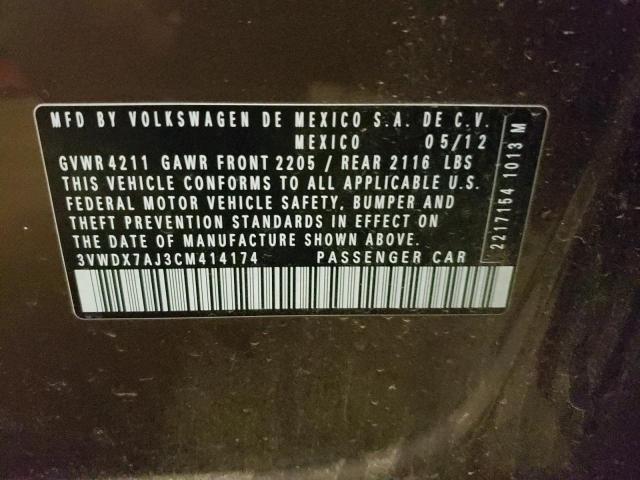 MFD BY VOLKSWAGEN DE MEXICO S.A. DE C.V.
MEXICO 05/12
GVWR 4211 GAWR FRONT 2205 / REAR 2116 LBS
THIS VEHICLE CONFORMS TO ALL APPLICABLE U.S.
FEDERAL MOTOR VEHICLE SAFETY, BUMPER AND
THEFT PREVENTION STANDARDS IN EFFECT ON
THE DATE OF MANUFACTURE SHOWN ABOVE.
3VWDX7AJ3CM414174 PASSENGER CAR
2217154 1013 M